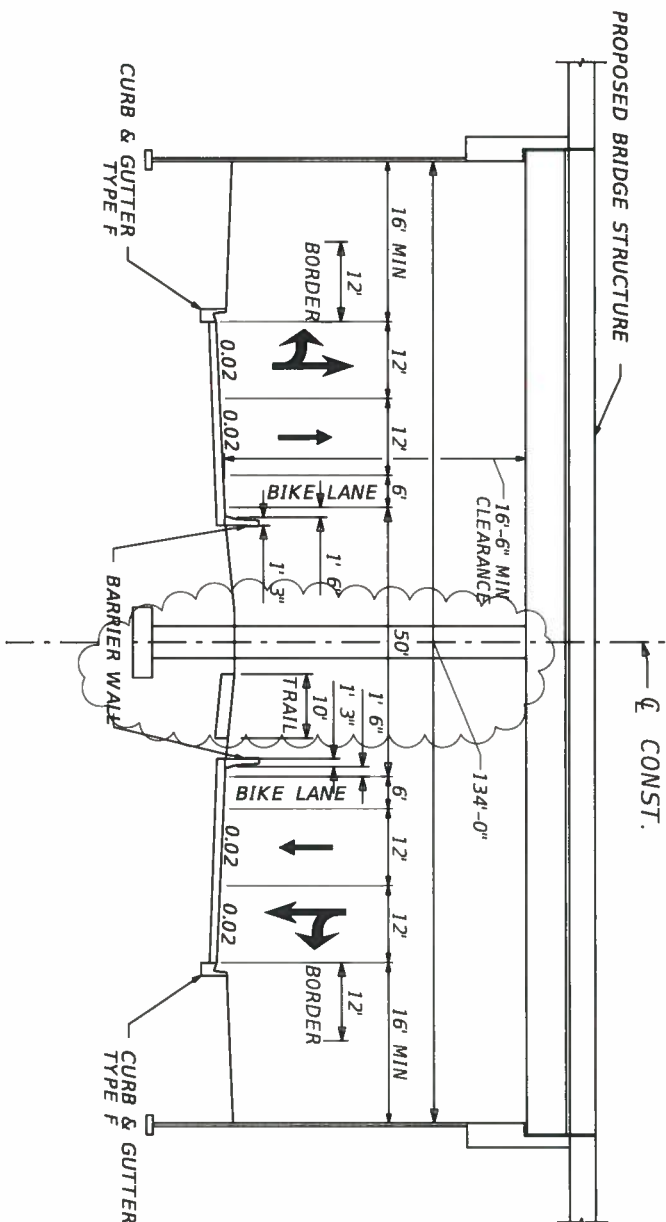 PROPOSED BRIDGE STRUCTURE
℄ CONST.
16'-6" MIN
CLEARANCE
134'-0"
16' MIN
12'
12'
6'
50'
6'
12'
12'
16' MIN
12'
BORDER
BIKE LANE
1' 6"
1' 3"
1' 6"
1' 3"
10'
TRAIL
BIKE LANE
12'
BORDER
0.02
0.02
0.02
0.02
CURB & GUTTER
TYPE F
BARRIER WALL
CURB & GUTTER
TYPE F